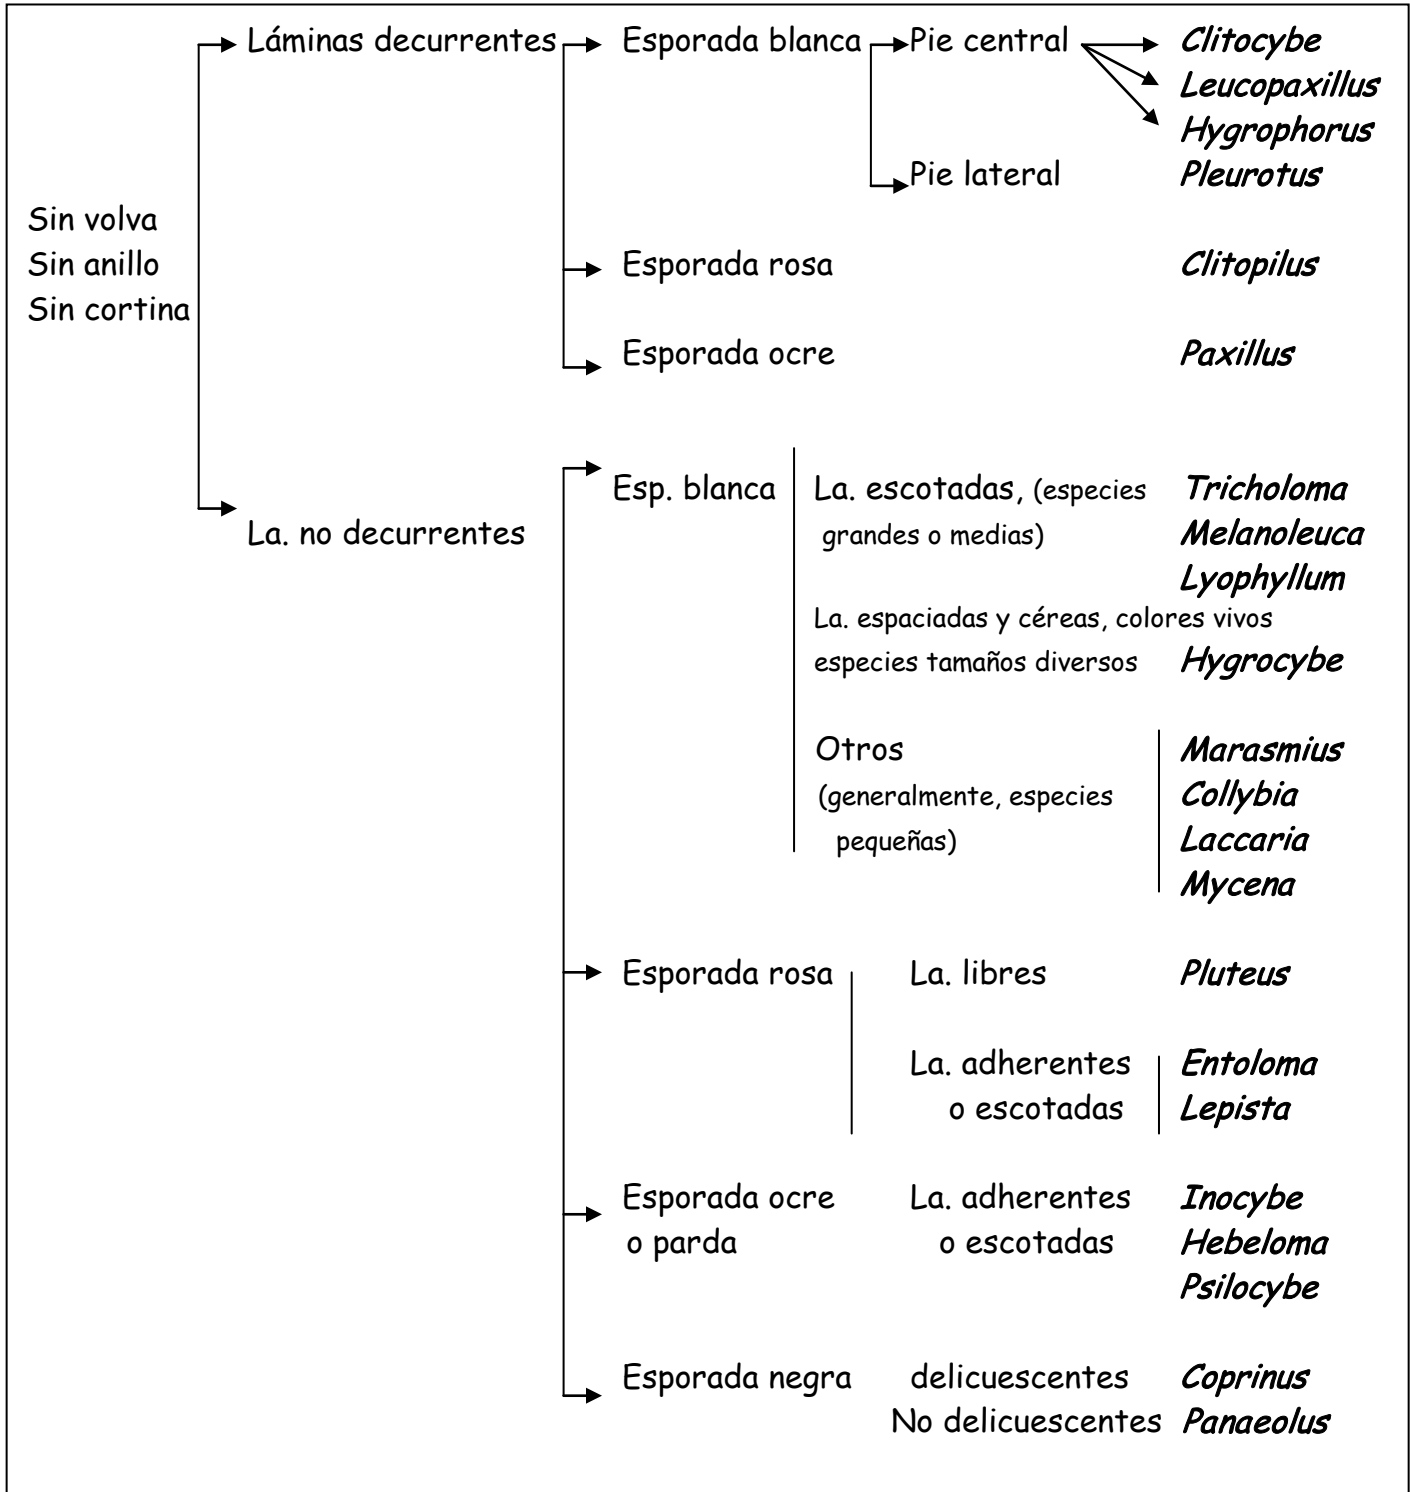 Láminas decurrentes Esporada blanca Pie central Clitocybe
Leucopaxillus
Hygrophorus
Pie lateral Pleurotus
Sin volva
Sin anillo Esporada rosa Clitopilus
Sin cortina
Esporada ocre Paxillus
Esp. blanca La. escotadas, (especies Tricholoma
La. no decurrentes grandes o medias) Melanoleuca
Lyophyllum
La. espaciadas y céreas, colores vivos
especies tamaños diversos Hygrocybe
Otros Marasmius
(generalmente, especies Collybia
pequeñas) Laccaria
Mycena
Esporada rosa La. libres Pluteus
La. adherentes Entoloma
o escotadas Lepista
Esporada ocre La. adherentes Inocybe
o parda o escotadas Hebeloma
Psilocybe
Esporada negra delicuescentes Coprinus
No delicuescentes Panaeolus